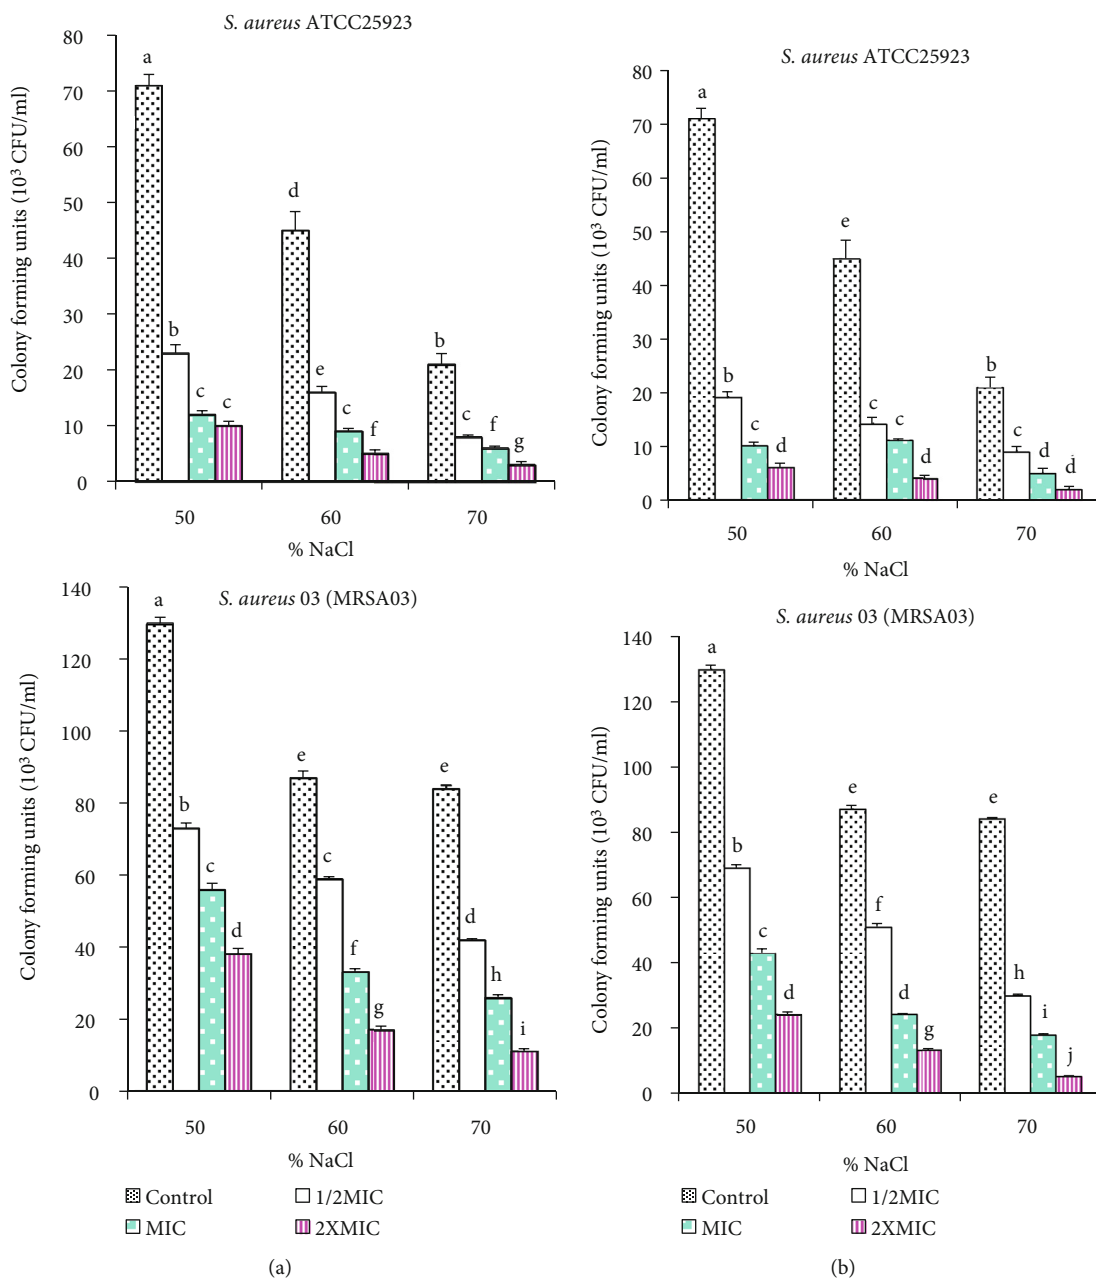 S. aureus ATCC25923
Colony forming units (10³ CFU/ml)
80
70
60
50
40
30
20
10
0
a
b
c
c
d
e
c
f
b
c
f
g
50
60
70
% NaCl
S. aureus ATCC25923
Colony forming units (10³ CFU/ml)
80
70
60
50
40
30
20
10
0
a
b
c
d
e
c
c
d
b
c
d
d
50
60
70
% NaCl
S. aureus 03 (MRSA03)
Colony forming units (10³ CFU/ml)
140
120
100
80
60
40
20
0
a
b
c
d
e
c
f
g
e
d
h
i
50
60
70
% NaCl
Control
1/2MIC
MIC
2XMIC
(a)
S. aureus 03 (MRSA03)
Colony forming units (10³ CFU/ml)
140
120
100
80
60
40
20
0
a
b
c
d
e
f
d
g
e
h
i
j
50
60
70
% NaCl
Control
1/2MIC
MIC
2XMIC
(b)